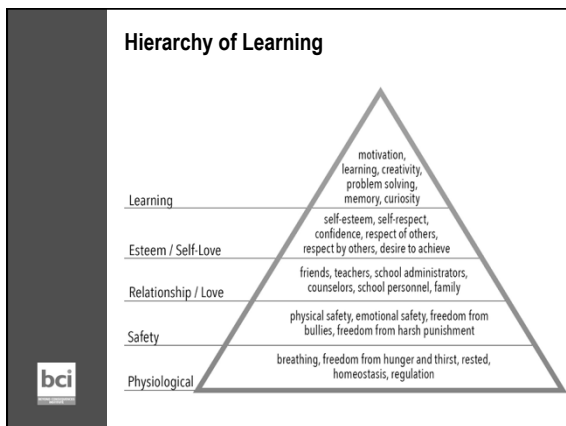 Hierarchy of Learning
motivation,
learning, creativity,
problem solving,
memory, curiosity
Learning
self-esteem, self-respect,
confidence, respect of others,
respect by others, desire to achieve
Esteem / Self-Love
friends, teachers, school administrators,
counselors, school personnel, family
Relationship / Love
physical safety, emotional safety, freedom from
bullies, freedom from harsh punishment
Safety
breathing, freedom from hunger and thirst, rested,
homeostasis, regulation
Physiological
bci